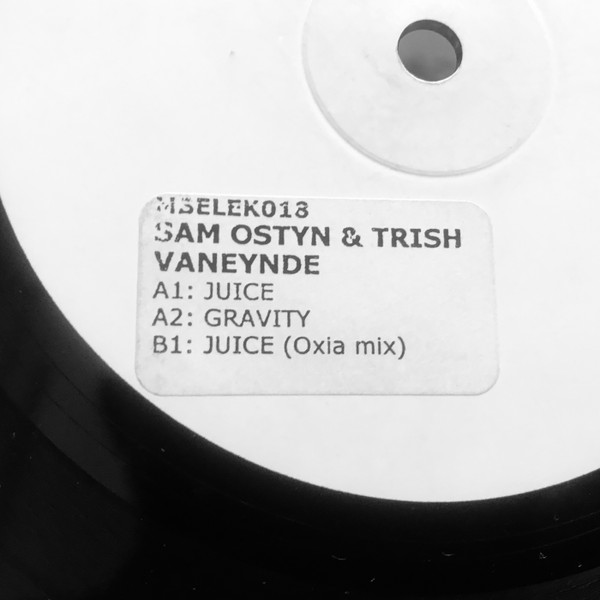 MSELEK018
SAM OSTYN & TRISH
VANEYNDE
A1: JUICE
A2: GRAVITY
B1: JUICE (Oxia mix)